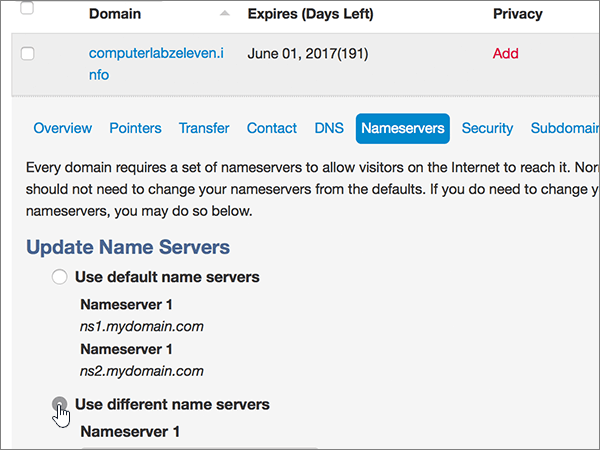 Domain Expires (Days Left) Privacy
computerlabzeleven.i June 01, 2017(191) Add
nfo
Overview Pointers Transfer Contact DNS Nameservers Security Subdomain
Every domain requires a set of nameservers to allow visitors on the Internet to reach it. Nor
should not need to change your nameservers from the defaults. If you do need to change y
nameservers, you may do so below.
Update Name Servers
Use default name servers
Nameserver 1
ns1.mydomain.com
Nameserver 1
ns2.mydomain.com
Use different name servers
Nameserver 1